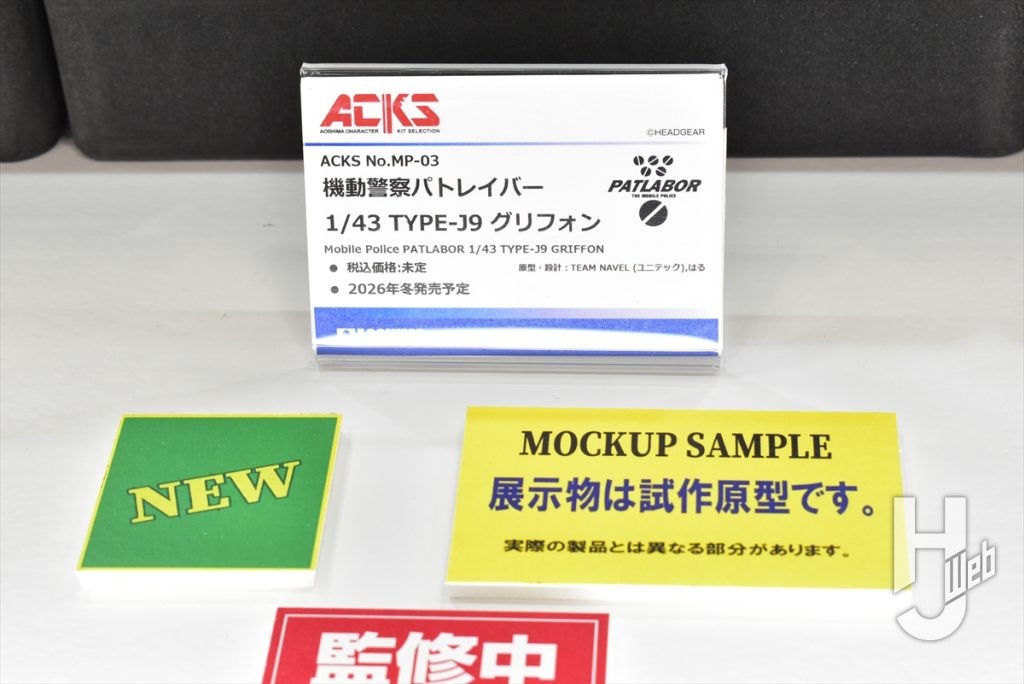 ACKS
AOSHIMA CHARACTER KIT SELECTION
©HEADGEAR
ACKS No.MP-03
機動警察パトレイバー
1/43 TYPE-J9 グリフォン
Mobile Police PATLABOR 1/43 TYPE-J9 GRIFFON
PATLABOR
THE MOBILE POLICE
● 税込価格:未定
原型・設計：TEAM NAVEL (ユニテック),はる
● 2026年冬発売予定
NEW
MOCKUP SAMPLE
展示物は試作原型です。
実際の製品とは異なる部分があります。
HJ Web
監修中